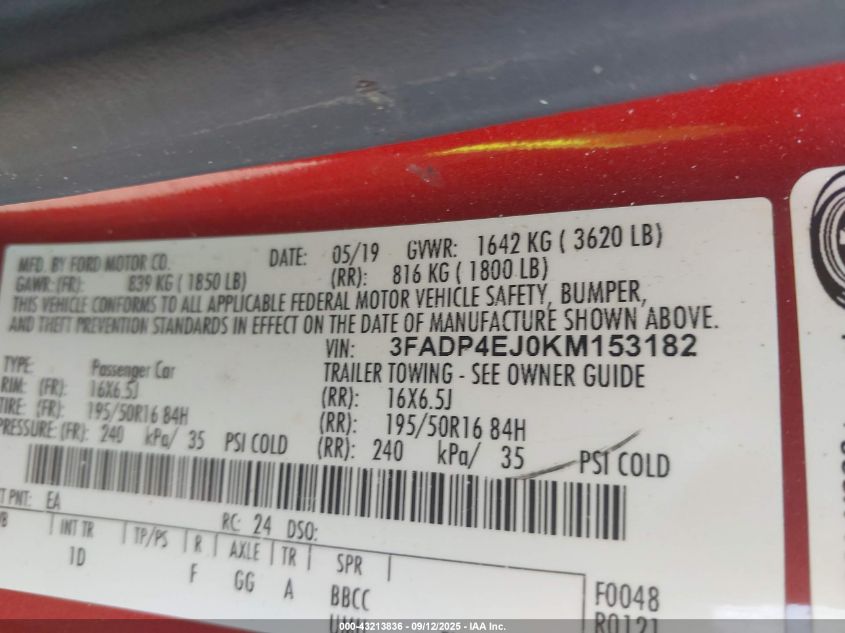 MFD. BY FORD MOTOR CO. DATE: 05/19 GVWR: 1642 KG ( 3620 LB)
GAWR: (FR): 839 KG ( 1850 LB) (RR): 816 KG ( 1800 LB)
THIS VEHICLE CONFORMS TO ALL APPLICABLE FEDERAL MOTOR VEHICLE SAFETY, BUMPER,
AND THEFT PREVENTION STANDARDS IN EFFECT ON THE DATE OF MANUFACTURE SHOWN ABOVE.
VIN: 3FADP4EJ0KM153182
TYPE: Passenger Car TRAILER TOWING - SEE OWNER GUIDE
RIM: (FR): 16X6.5J (RR): 16X6.5J
TIRE: (FR): 195/50R16 84H (RR): 195/50R16 84H
PRESSURE: (FR): 240 kPa/ 35 PSI COLD (RR): 240 kPa/ 35 PSI COLD
PNT: EA
RC: 24 DSO:
INT TR TP/PS R AXLE TR SPR
1D F GG A BBCC
F0048
R0121
000-43213836 - 09/12/2025 - IAA Inc.